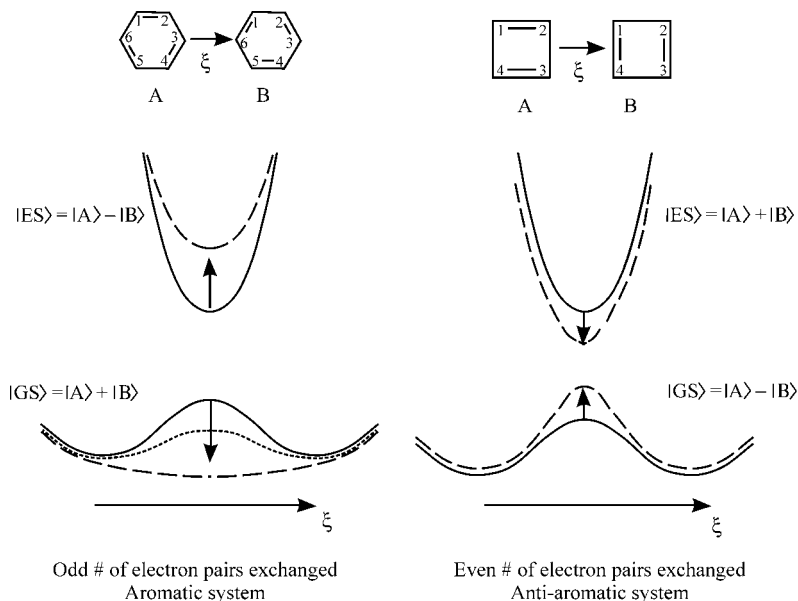 1 2
6 3
5 4
ξ
1 2
6 3
5 4
A
B
1 2
4 3
ξ
1 2
4 3
A
B
|ES⟩=|A⟩−|B⟩
|ES⟩=|A⟩+|B⟩
|GS⟩=|A⟩+|B⟩
|GS⟩=|A⟩−|B⟩
ξ
ξ
Odd # of electron pairs exchanged
Aromatic system
Even # of electron pairs exchanged
Anti-aromatic system